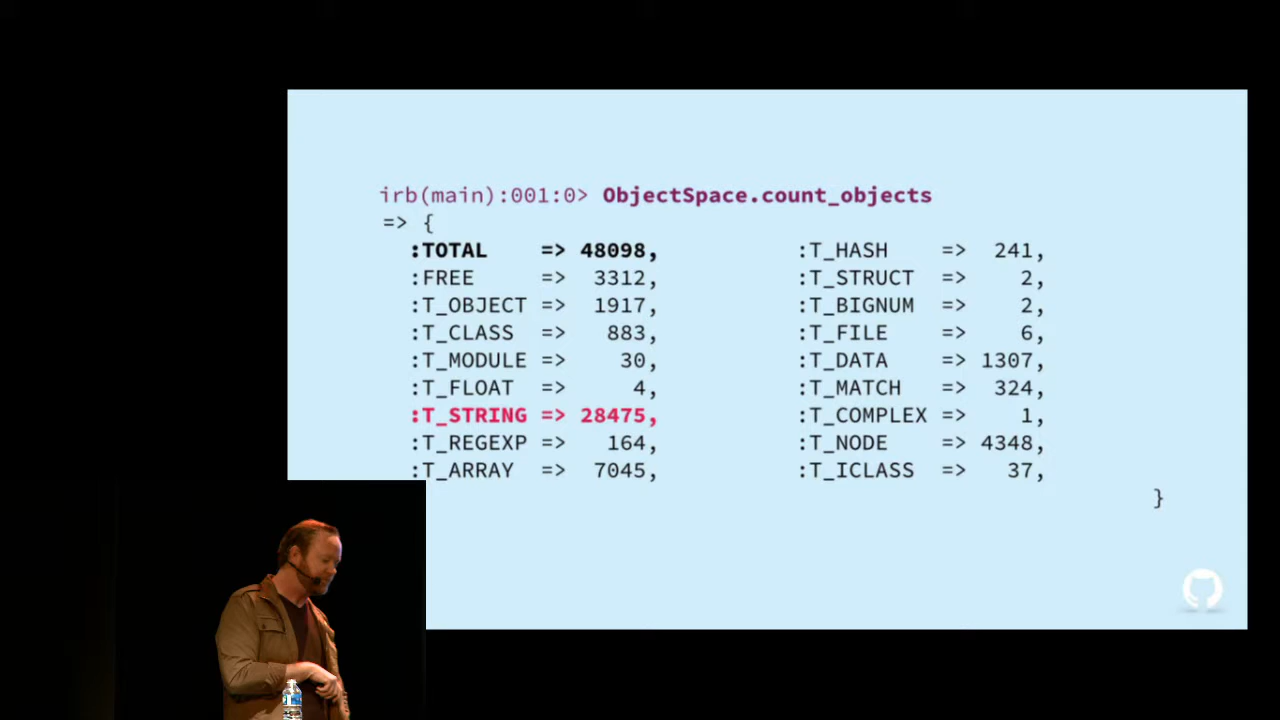 irb(main):001:0> ObjectSpace.count_objects
=> {
:TOTAL => 48098,
:FREE => 3312,
:T_OBJECT => 1917,
:T_CLASS => 883,
:T_MODULE => 30,
:T_FLOAT => 4,
:T_STRING => 28475,
:T_REGEXP => 164,
:T_ARRAY => 7045,
:T_HASH => 241,
:T_STRUCT => 2,
:T_BIGNUM => 2,
:T_FILE => 6,
:T_DATA => 1307,
:T_MATCH => 324,
:T_COMPLEX => 1,
:T_NODE => 4348,
:T_ICLASS => 37,
}